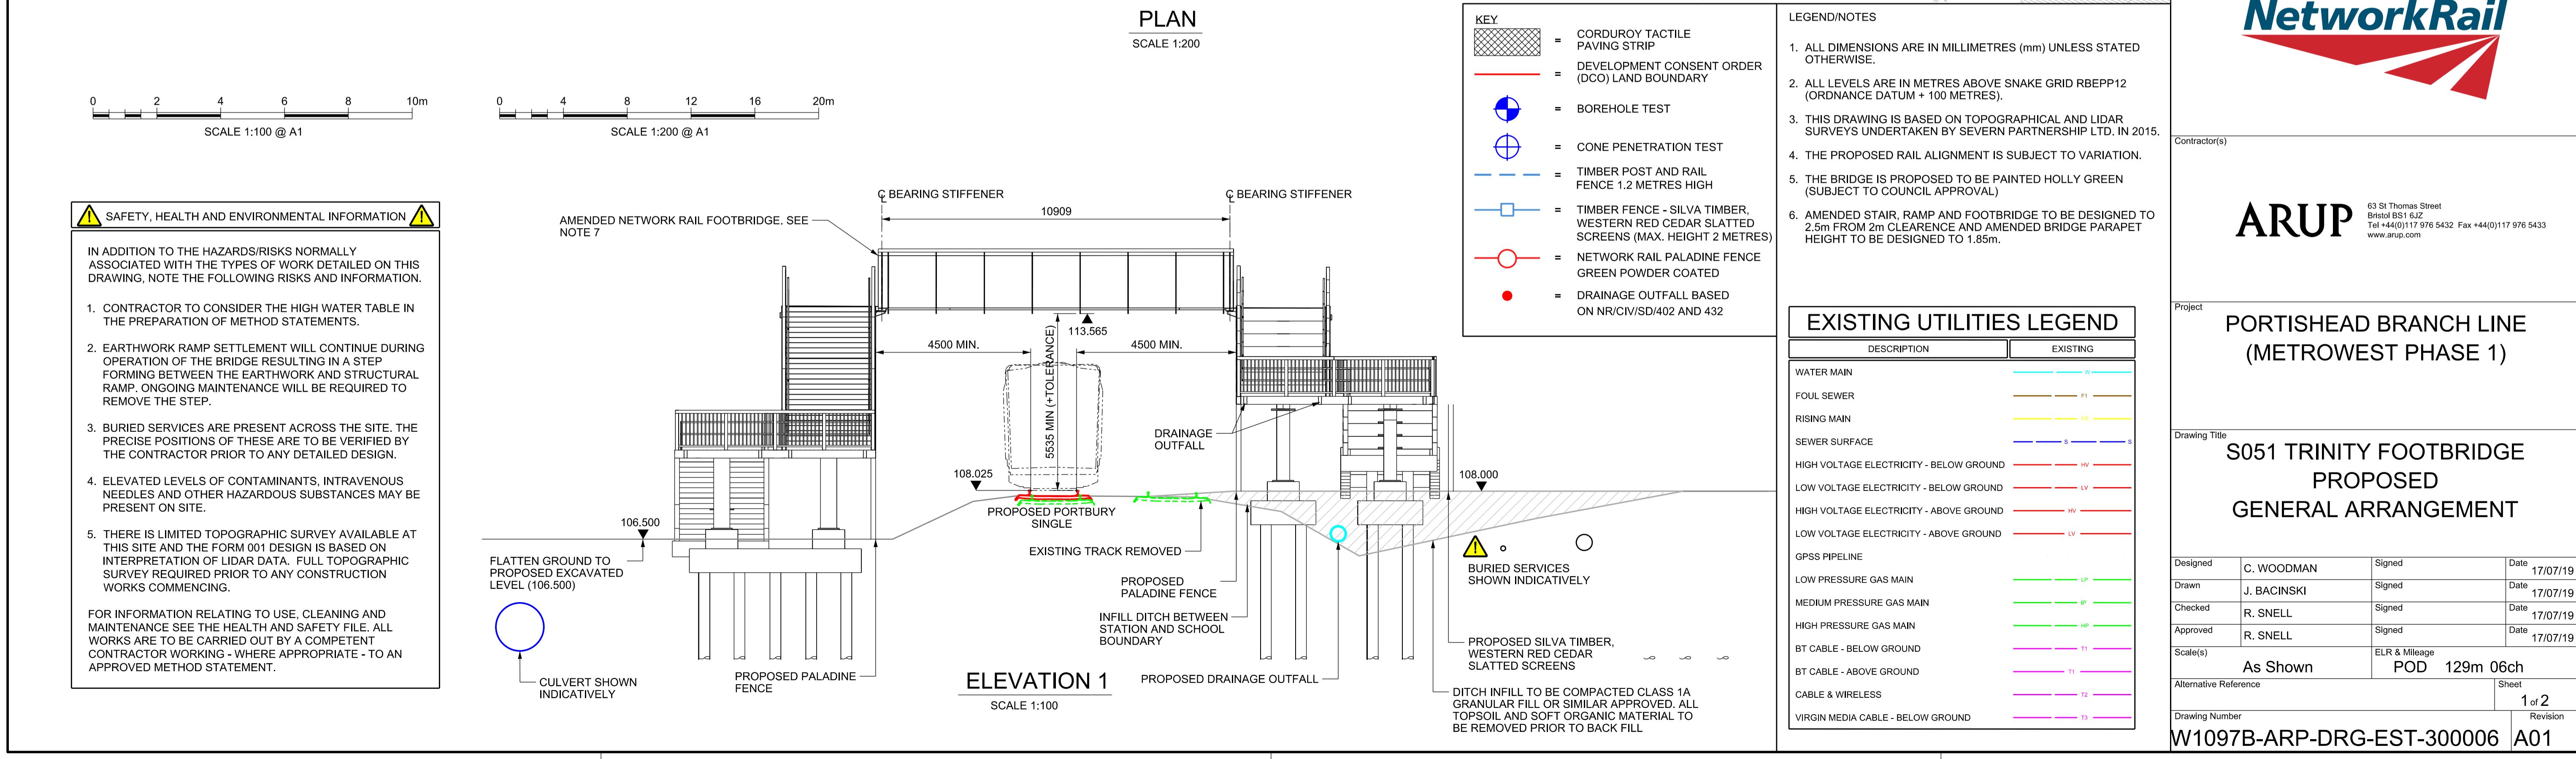 PLAN
SCALE 1:200
0 2 4 6 8 10m
SCALE 1:100 @ A1
0 4 8 12 16 20m
SCALE 1:200 @ A1
SAFETY, HEALTH AND ENVIRONMENTAL INFORMATION
IN ADDITION TO THE HAZARDS/RISKS NORMALLY
ASSOCIATED WITH THE TYPES OF WORK DETAILED ON THIS
DRAWING, NOTE THE FOLLOWING RISKS AND INFORMATION.
1. CONTRACTOR TO CONSIDER THE HIGH WATER TABLE IN
THE PREPARATION OF METHOD STATEMENTS.
2. EARTHWORK RAMP SETTLEMENT WILL CONTINUE DURING
OPERATION OF THE BRIDGE RESULTING IN A STEP
FORMING BETWEEN THE EARTHWORK AND STRUCTURAL
RAMP. ONGOING MAINTENANCE WILL BE REQUIRED TO
REMOVE THE STEP.
3. BURIED SERVICES ARE PRESENT ACROSS THE SITE. THE
PRECISE POSITIONS OF THESE ARE TO BE VERIFIED BY
THE CONTRACTOR PRIOR TO ANY DETAILED DESIGN.
4. ELEVATED LEVELS OF CONTAMINANTS, INTRAVENOUS
NEEDLES AND OTHER HAZARDOUS SUBSTANCES MAY BE
PRESENT ON SITE.
5. THERE IS LIMITED TOPOGRAPHIC SURVEY AVAILABLE AT
THIS SITE AND THE FORM 001 DESIGN IS BASED ON
INTERPRETATION OF LIDAR DATA. FULL TOPOGRAPHIC
SURVEY REQUIRED PRIOR TO ANY CONSTRUCTION
WORKS COMMENCING.
FOR INFORMATION RELATING TO USE, CLEANING AND
MAINTENANCE SEE THE HEALTH AND SAFETY FILE. ALL
WORKS ARE TO BE CARRIED OUT BY A COMPETENT
CONTRACTOR WORKING - WHERE APPROPRIATE - TO AN
APPROVED METHOD STATEMENT.
℄ BEARING STIFFENER
℄ BEARING STIFFENER
10909
AMENDED NETWORK RAIL FOOTBRIDGE, SEE
NOTE 7
113.565
4500 MIN.
4500 MIN.
5535 MIN (+TOLERANCE)
DRAINAGE
OUTFALL
108.025
108.000
106.500
PROPOSED PORTBURY
SINGLE
EXISTING TRACK REMOVED
FLATTEN GROUND TO
PROPOSED EXCAVATED
LEVEL (106.500)
PROPOSED
PALADINE FENCE
BURIED SERVICES
SHOWN INDICATIVELY
INFILL DITCH BETWEEN
STATION AND SCHOOL
BOUNDARY
PROPOSED SILVA TIMBER,
WESTERN RED CEDAR
SLATTED SCREENS
CULVERT SHOWN
INDICATIVELY
PROPOSED PALADINE
FENCE
PROPOSED DRAINAGE OUTFALL
DITCH INFILL TO BE COMPACTED CLASS 1A
GRANULAR FILL OR SIMILAR APPROVED. ALL
TOPSOIL AND SOFT ORGANIC MATERIAL TO
BE REMOVED PRIOR TO BACK FILL
ELEVATION 1
SCALE 1:100
KEY
= CORDUROY TACTILE
PAVING STRIP
= DEVELOPMENT CONSENT ORDER
(DCO) LAND BOUNDARY
= BOREHOLE TEST
= CONE PENETRATION TEST
= TIMBER POST AND RAIL
FENCE 1.2 METRES HIGH
= TIMBER FENCE - SILVA TIMBER,
WESTERN RED CEDAR SLATTED
SCREENS (MAX. HEIGHT 2 METRES)
= NETWORK RAIL PALADINE FENCE
GREEN POWDER COATED
= DRAINAGE OUTFALL BASED
ON NR/CIV/SD/402 AND 432
LEGEND/NOTES
1. ALL DIMENSIONS ARE IN MILLIMETRES (mm) UNLESS STATED
OTHERWISE.
2. ALL LEVELS ARE IN METRES ABOVE SNAKE GRID RBEPP12
(ORDNANCE DATUM + 100 METRES).
3. THIS DRAWING IS BASED ON TOPOGRAPHICAL AND LIDAR
SURVEYS UNDERTAKEN BY SEVERN PARTNERSHIP LTD. IN 2015.
4. THE PROPOSED RAIL ALIGNMENT IS SUBJECT TO VARIATION.
5. THE BRIDGE IS PROPOSED TO BE PAINTED HOLLY GREEN
(SUBJECT TO COUNCIL APPROVAL)
6. AMENDED STAIR, RAMP AND FOOTBRIDGE TO BE DESIGNED TO
2.5m FROM 2m CLEARENCE AND AMENDED BRIDGE PARAPET
HEIGHT TO BE DESIGNED TO 1.85m.
EXISTING UTILITIES LEGEND
DESCRIPTION EXISTING
WATER MAIN W
FOUL SEWER F1
RISING MAIN
SEWER SURFACE S S
HIGH VOLTAGE ELECTRICITY - BELOW GROUND HV
LOW VOLTAGE ELECTRICITY - BELOW GROUND LV
HIGH VOLTAGE ELECTRICITY - ABOVE GROUND HV
LOW VOLTAGE ELECTRICITY - ABOVE GROUND LV
GPSS PIPELINE
LOW PRESSURE GAS MAIN LP
MEDIUM PRESSURE GAS MAIN
HIGH PRESSURE GAS MAIN HP
BT CABLE - BELOW GROUND T1
BT CABLE - ABOVE GROUND T1
CABLE & WIRELESS T2
VIRGIN MEDIA CABLE - BELOW GROUND T3
NetworkRail
Contractor(s)
ARUP
63 St Thomas Street
Bristol BS1 6JZ
Tel +44(0)117 976 5432 Fax +44(0)117 976 5433
www.arup.com
Project
PORTISHEAD BRANCH LINE
(METROWEST PHASE 1)
Drawing Title
S051 TRINITY FOOTBRIDGE
PROPOSED
GENERAL ARRANGEMENT
Designed C. WOODMAN Signed Date 17/07/19
Drawn J. BACINSKI Signed Date 17/07/19
Checked R. SNELL Signed Date 17/07/19
Approved R. SNELL Signed Date 17/07/19
Scale(s) ELR & Mileage
As Shown POD 129m 06ch
Alternative Reference Sheet
1 of 2
Drawing Number Revision
W1097B-ARP-DRG-EST-300006 A01